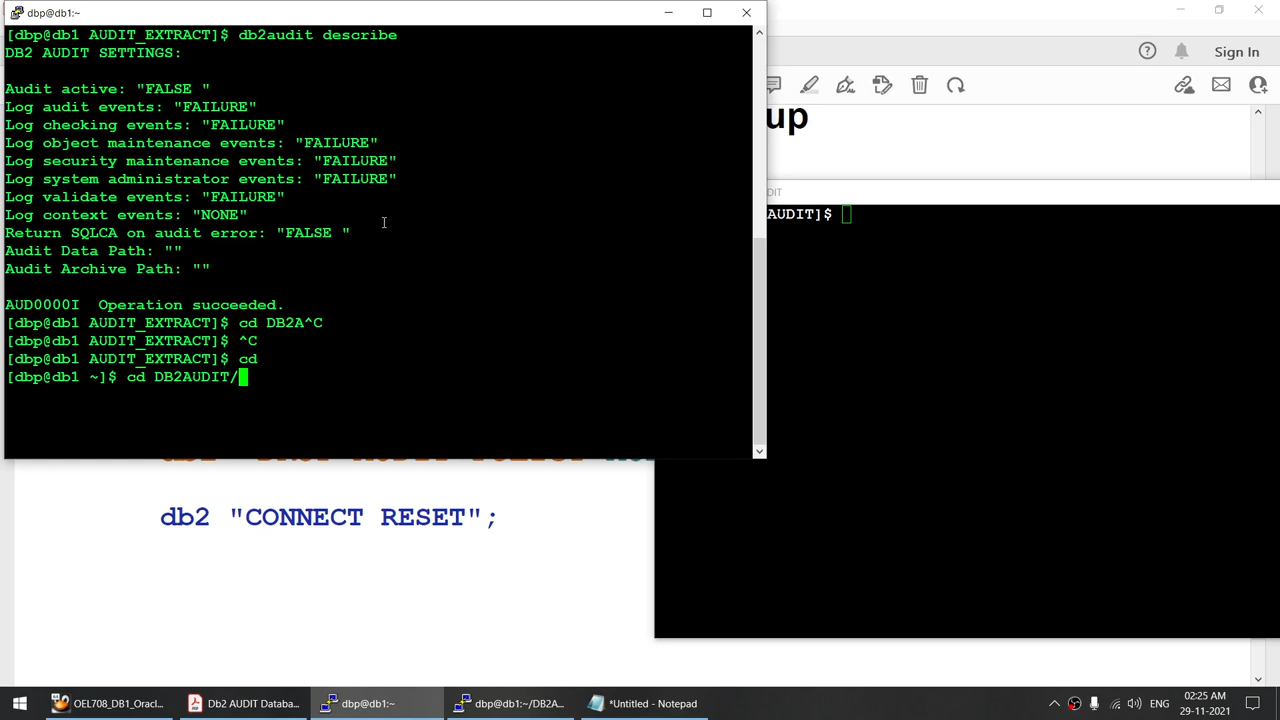 dbp@db1:~
[dbp@db1 AUDIT_EXTRACT]$ db2audit describe
DB2 AUDIT SETTINGS:
Audit active: "FALSE "
Log audit events: "FAILURE"
Log checking events: "FAILURE"
Log object maintenance events: "FAILURE"
Log security maintenance events: "FAILURE"
Log system administrator events: "FAILURE"
Log validate events: "FAILURE"
Log context events: "NONE"
Return SQLCA on audit error: "FALSE "
Audit Data Path: ""
Audit Archive Path: ""
AUD0000I  Operation succeeded.
[dbp@db1 AUDIT_EXTRACT]$ cd DB2A^C
[dbp@db1 AUDIT_EXTRACT]$ ^C
[dbp@db1 AUDIT_EXTRACT]$ cd
[dbp@db1 ~]$ cd DB2AUDIT/
Sign In
up
DIT
AUDIT]$
db2 "CONNECT RESET";
OEL708_DB1_Oracl...
Db2 AUDIT Databa...
dbp@db1:~
dbp@db1:~/DB2A...
*Untitled - Notepad
ENG
02:25 AM
29-11-2021